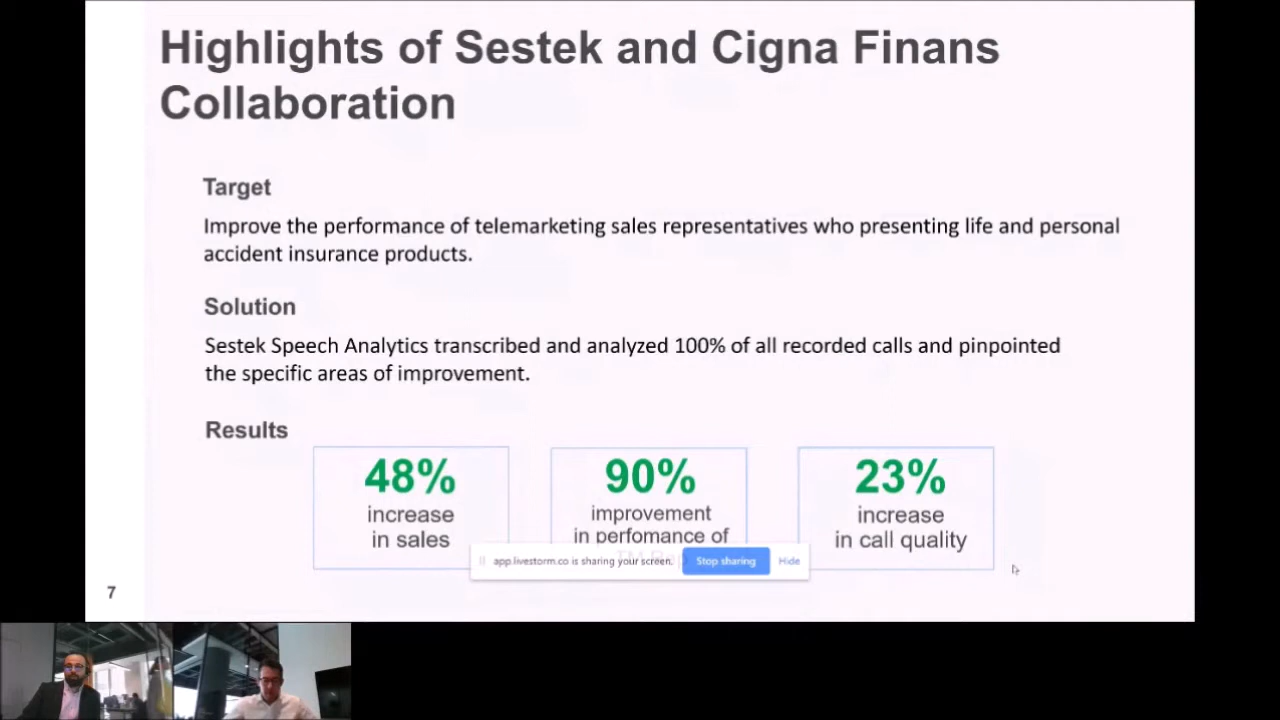 Highlights of Sestek and Cigna Finans
Collaboration
Target
Improve the performance of telemarketing sales representatives who presenting life and personal
accident insurance products.
Solution
Sestek Speech Analytics transcribed and analyzed 100% of all recorded calls and pinpointed
the specific areas of improvement.
Results
48%
increase
in sales
90%
improvement
in perfomance of
23%
increase
in call quality
app.livestorm.co is sharing your screen.
Stop sharing
Hide
7